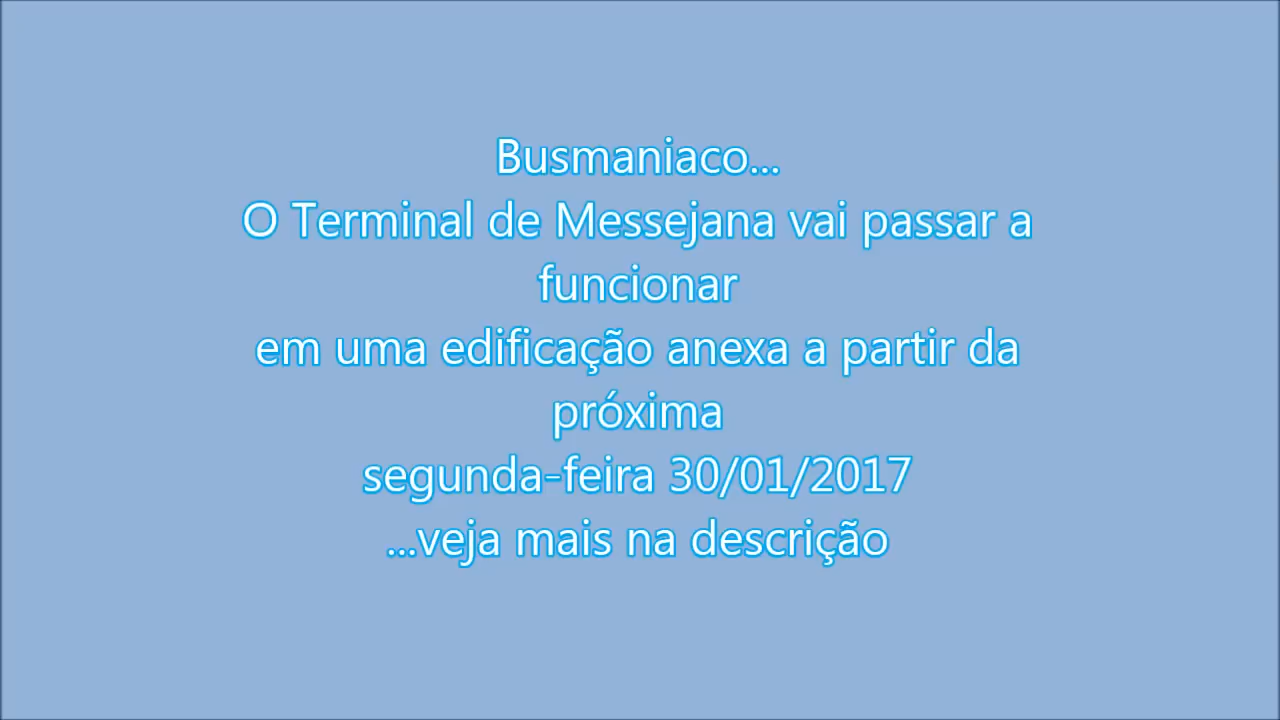 Busmaniaco...
O Terminal de Messejana vai passar a
funcionar
em uma edificação anexa a partir da
próxima
segunda-feira 30/01/2017
...veja mais na descrição